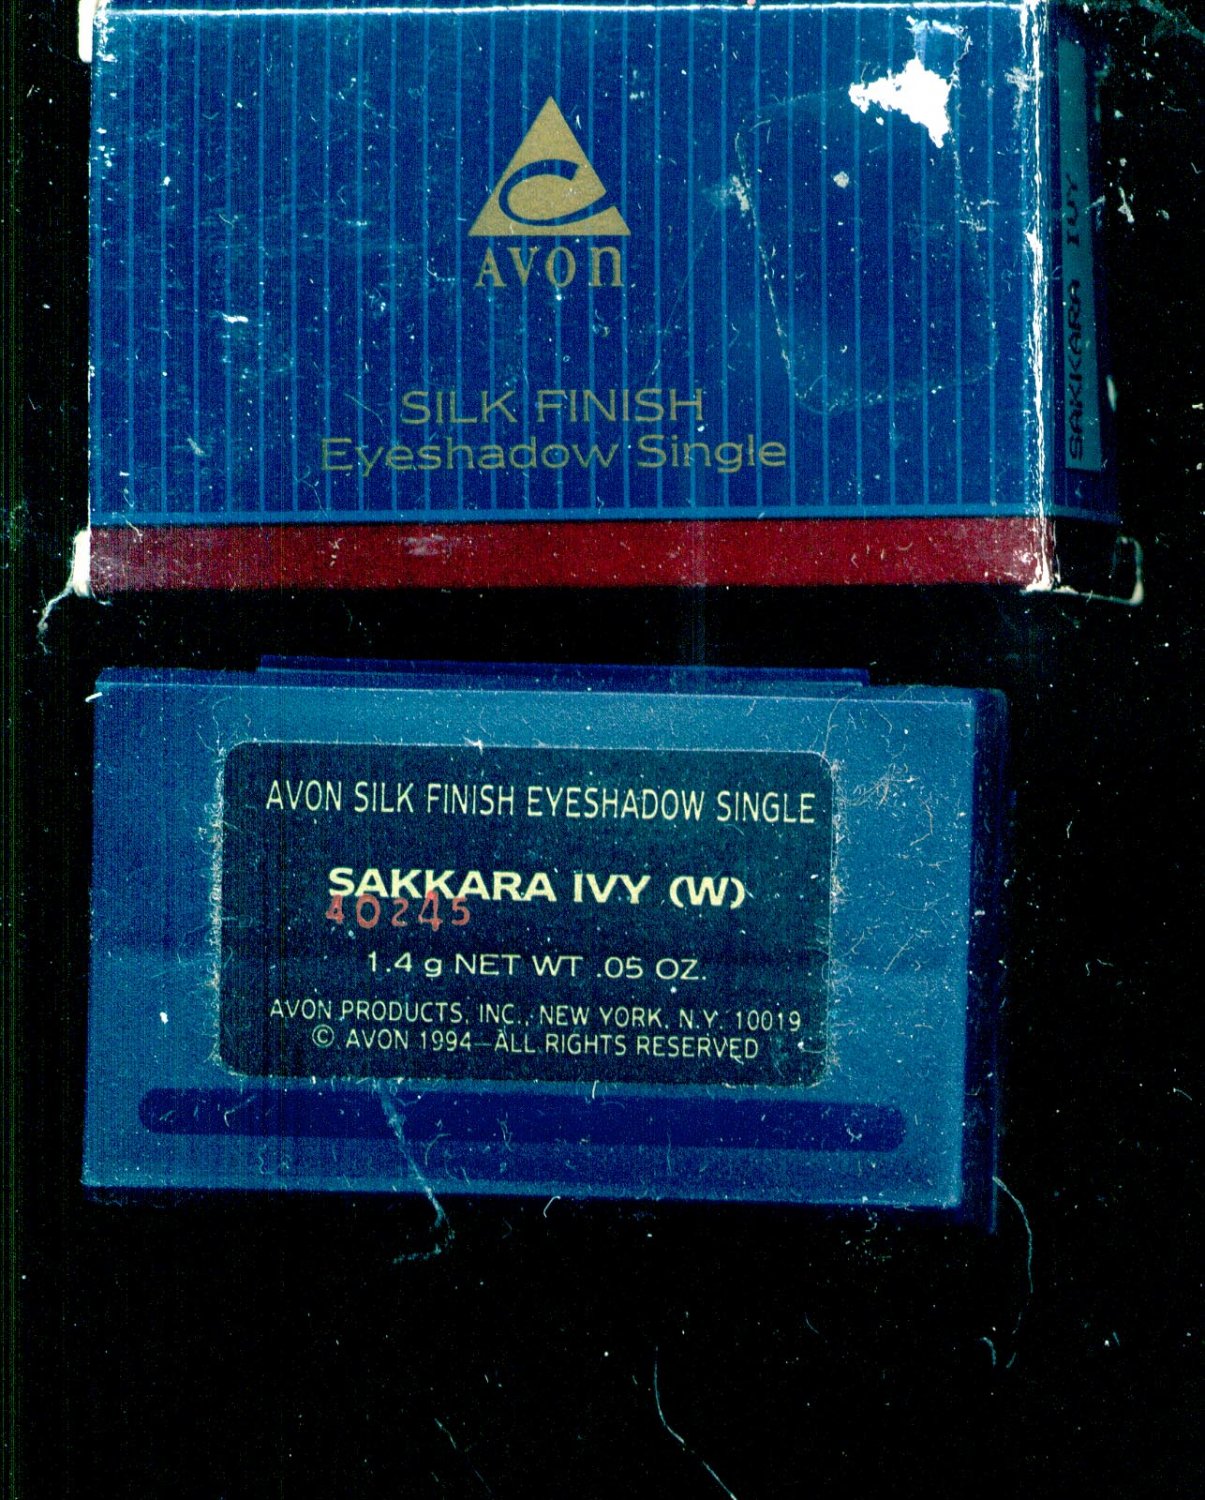 AVON
SILK FINISH
Eyeshadow Single
SAKKARA IVY
AVON SILK FINISH EYESHADOW SINGLE
SAKKARA IVY (W)
40245
1.4 g NET WT .05 OZ.
AVON PRODUCTS, INC., NEW YORK, N.Y. 10019
© AVON 1994—ALL RIGHTS RESERVED